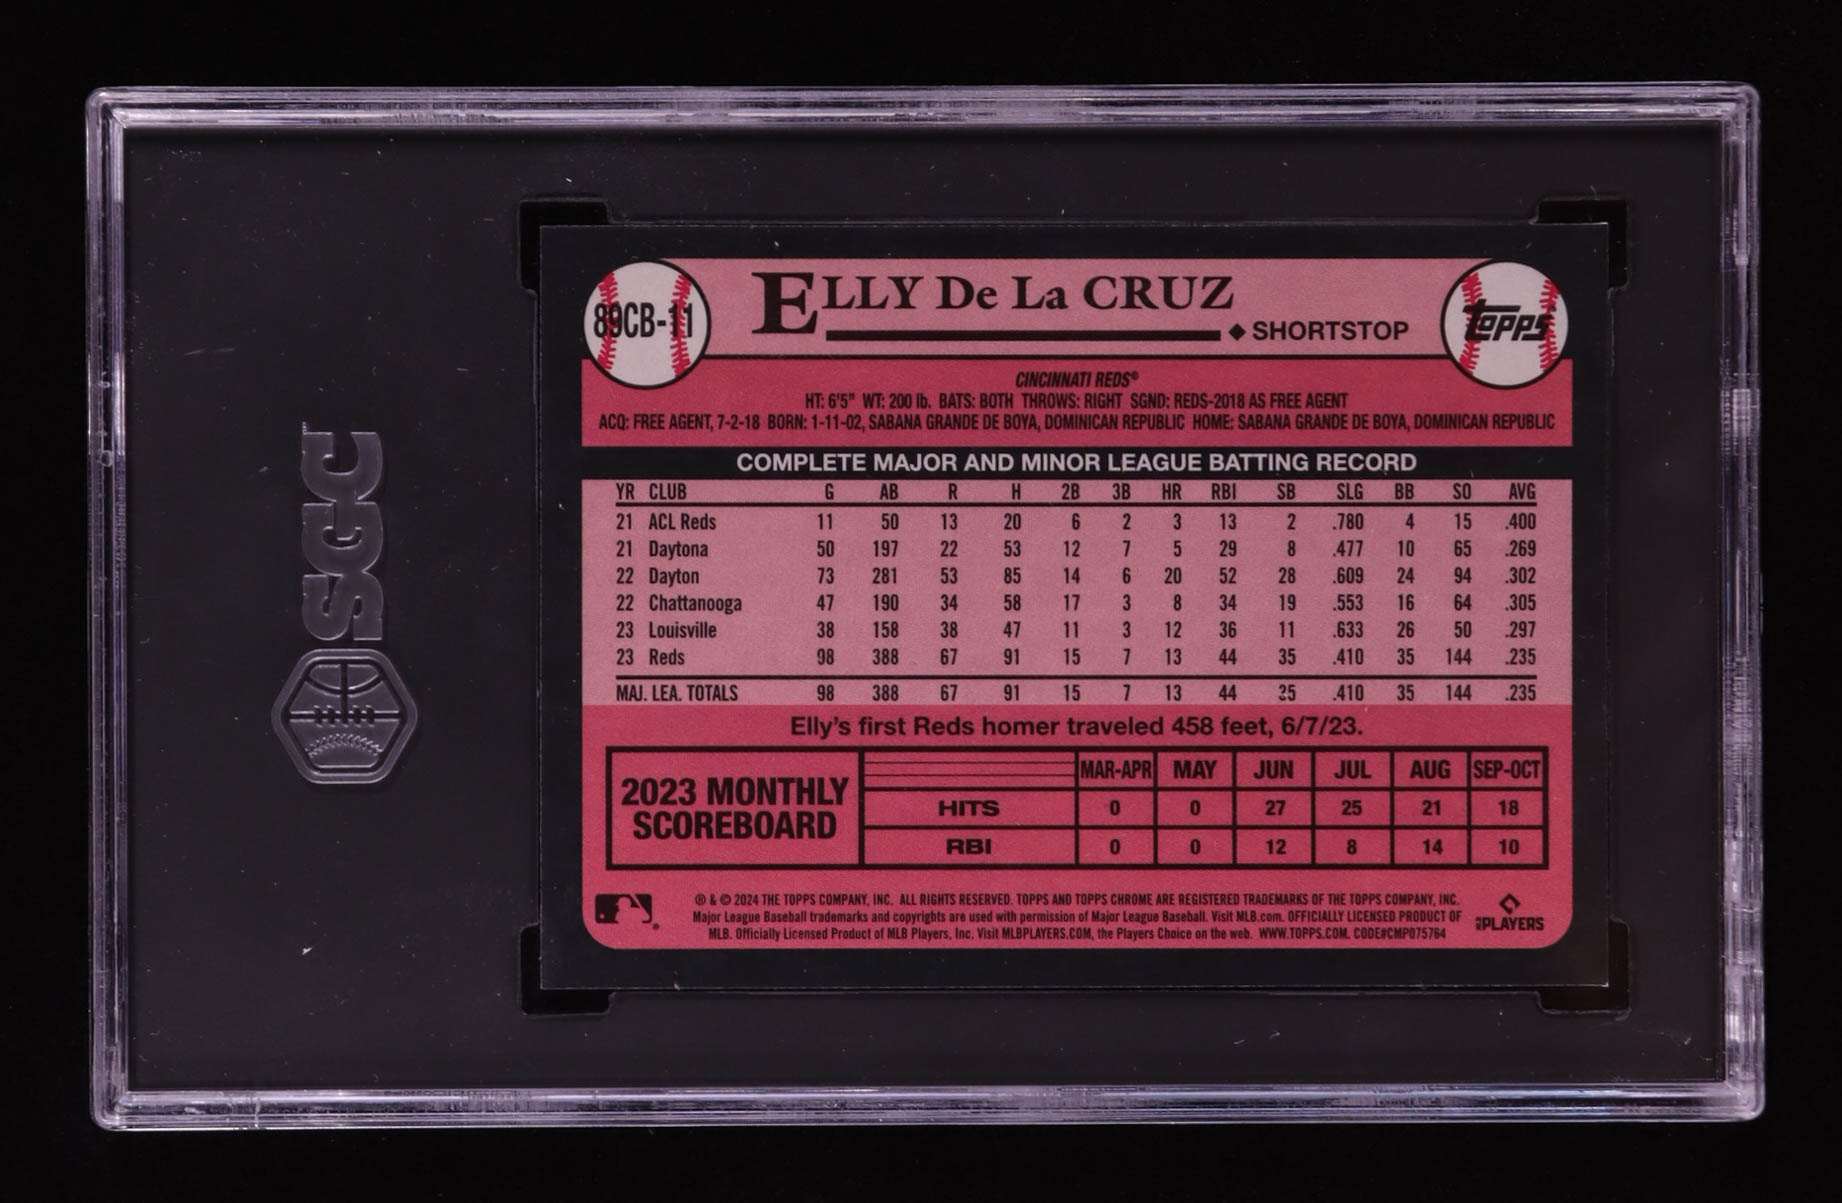 SGC
89CB-11
ELLY De La CRUZ
◆ SHORTSTOP
Topps
CINCINNATI REDS®
HT: 6'5" WT: 200 lb. BATS: BOTH THROWS: RIGHT SGND: REDS-2018 AS FREE AGENT
ACQ: FREE AGENT, 7-2-18 BORN: 1-11-02, SABANA GRANDE DE BOYA, DOMINICAN REPUBLIC HOME: SABANA GRANDE DE BOYA, DOMINICAN REPUBLIC
COMPLETE MAJOR AND MINOR LEAGUE BATTING RECORD
YR CLUB G AB R H 2B 3B HR RBI SB SLG BB SO AVG
21 ACL Reds 11 50 13 20 6 2 3 13 2 .780 4 15 .400
21 Daytona 50 197 22 53 12 7 5 29 8 .477 10 65 .269
22 Dayton 73 281 53 85 14 6 20 52 28 .609 24 94 .302
22 Chattanooga 47 190 34 58 17 3 8 34 19 .553 16 64 .305
23 Louisville 38 158 38 47 11 3 12 36 11 .633 26 50 .297
23 Reds 98 388 67 91 15 7 13 44 35 .410 35 144 .235
MAJ. LEA. TOTALS 98 388 67 91 15 7 13 44 35 .410 35 144 .235
Elly's first Reds homer traveled 458 feet, 6/7/23.
2023 MONTHLY
SCOREBOARD
MAR-APR MAY JUN JUL AUG SEP-OCT
HITS 0 0 27 25 21 18
RBI 0 0 12 8 14 10
® & © 2024 THE TOPPS COMPANY, INC. ALL RIGHTS RESERVED. TOPPS AND TOPPS CHROME ARE REGISTERED TRADEMARKS OF THE TOPPS COMPANY, INC.
Major League Baseball trademarks and copyrights are used with permission of Major League Baseball. Visit MLB.com. OFFICIALLY LICENSED PRODUCT OF
MLB. Officially Licensed Product of MLB Players, Inc. Visit MLBPLAYERS.COM, the Players Choice on the web. WWW.TOPPS.COM. CODE#CMP075764
MLB PLAYERS